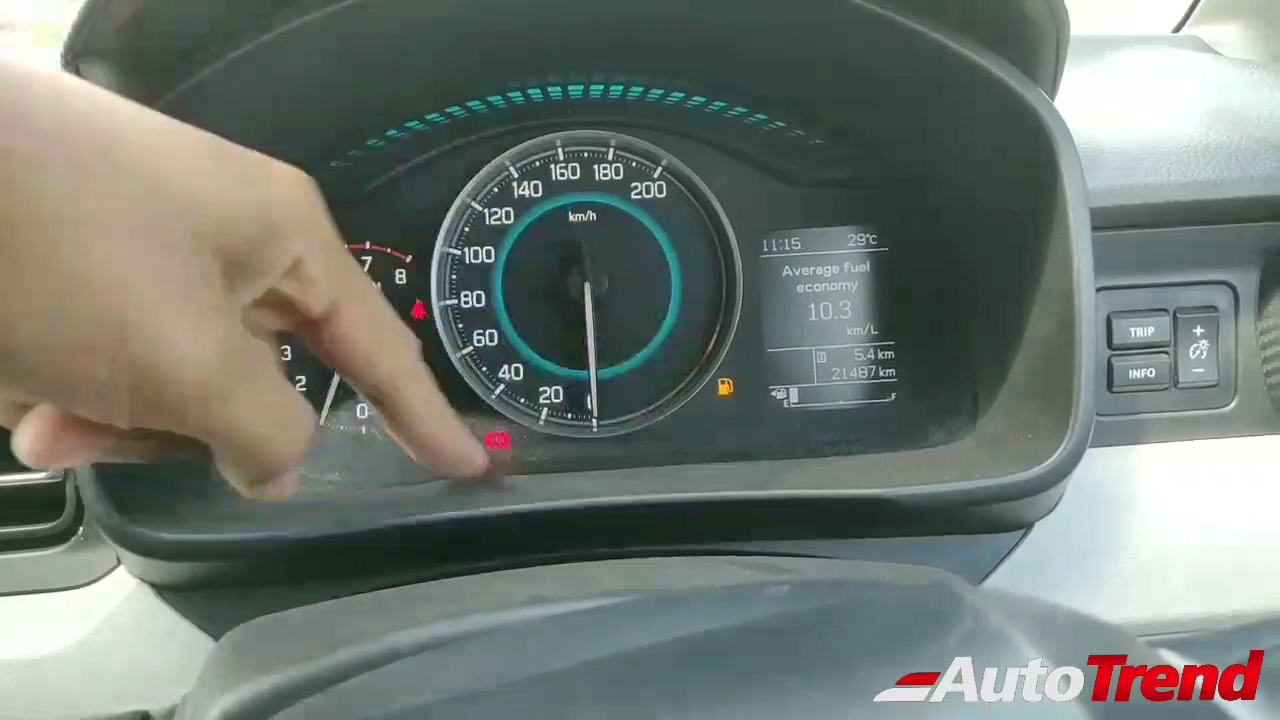 160 180
140 200
120
km/h
100
80
60
40
20
7
8
3
2
0
11:15 29°C
Average fuel
economy
10.3
km/L
5.4 km
21487 km
E F
TRIP
INFO
+
-
AutoTrend